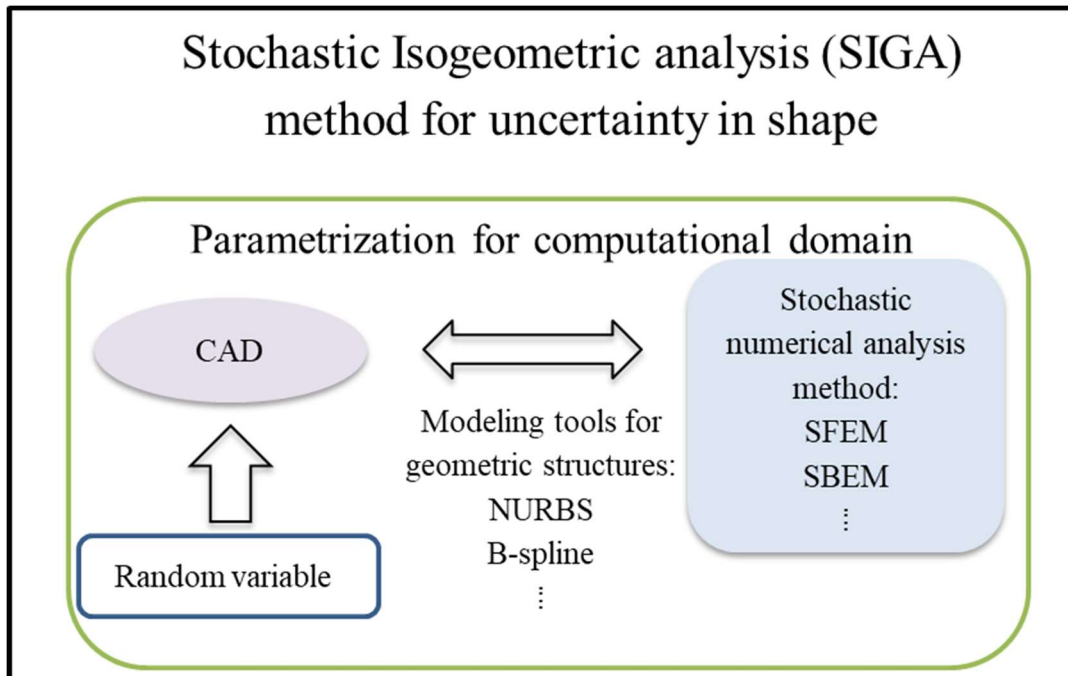 Stochastic Isogeometric analysis (SIGA)
method for uncertainty in shape
Parametrization for computational domain
CAD
Random variable
Modeling tools for
geometric structures:
NURBS
B-spline
⋮
Stochastic
numerical analysis
method:
SFEM
SBEM
⋮